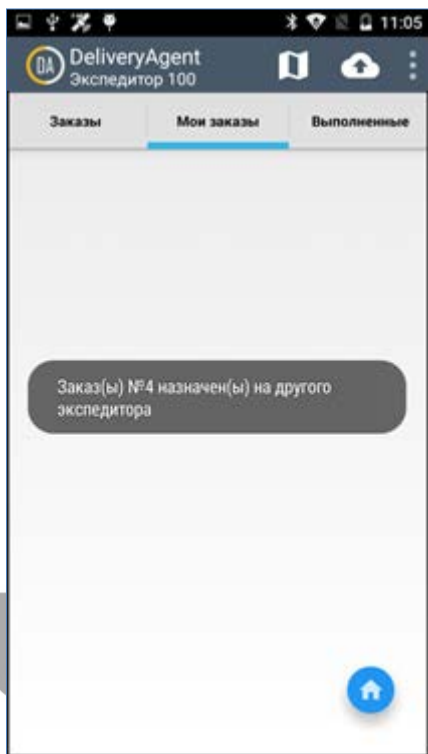 11:05
DA
DeliveryAgent
Экспедитор 100
Заказы Мои заказы Выполненные
Заказ(ы) №4 назначен(ы) на другого
экспедитора